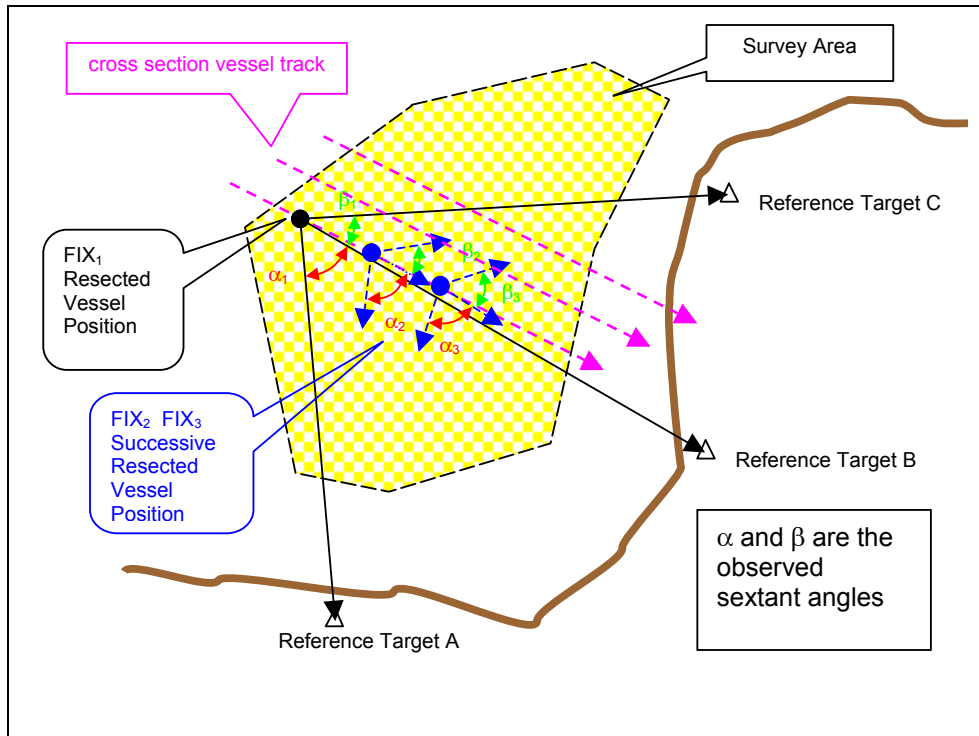 cross section vessel track
Survey Area
Reference Target C
β₁
FIX₁
Resected
Vessel
Position
α₁
β₂
β₃
α₂
α₃
FIX₂ FIX₃
Successive
Resected
Vessel
Position
Reference Target B
α and β are the
observed
sextant angles
Reference Target A